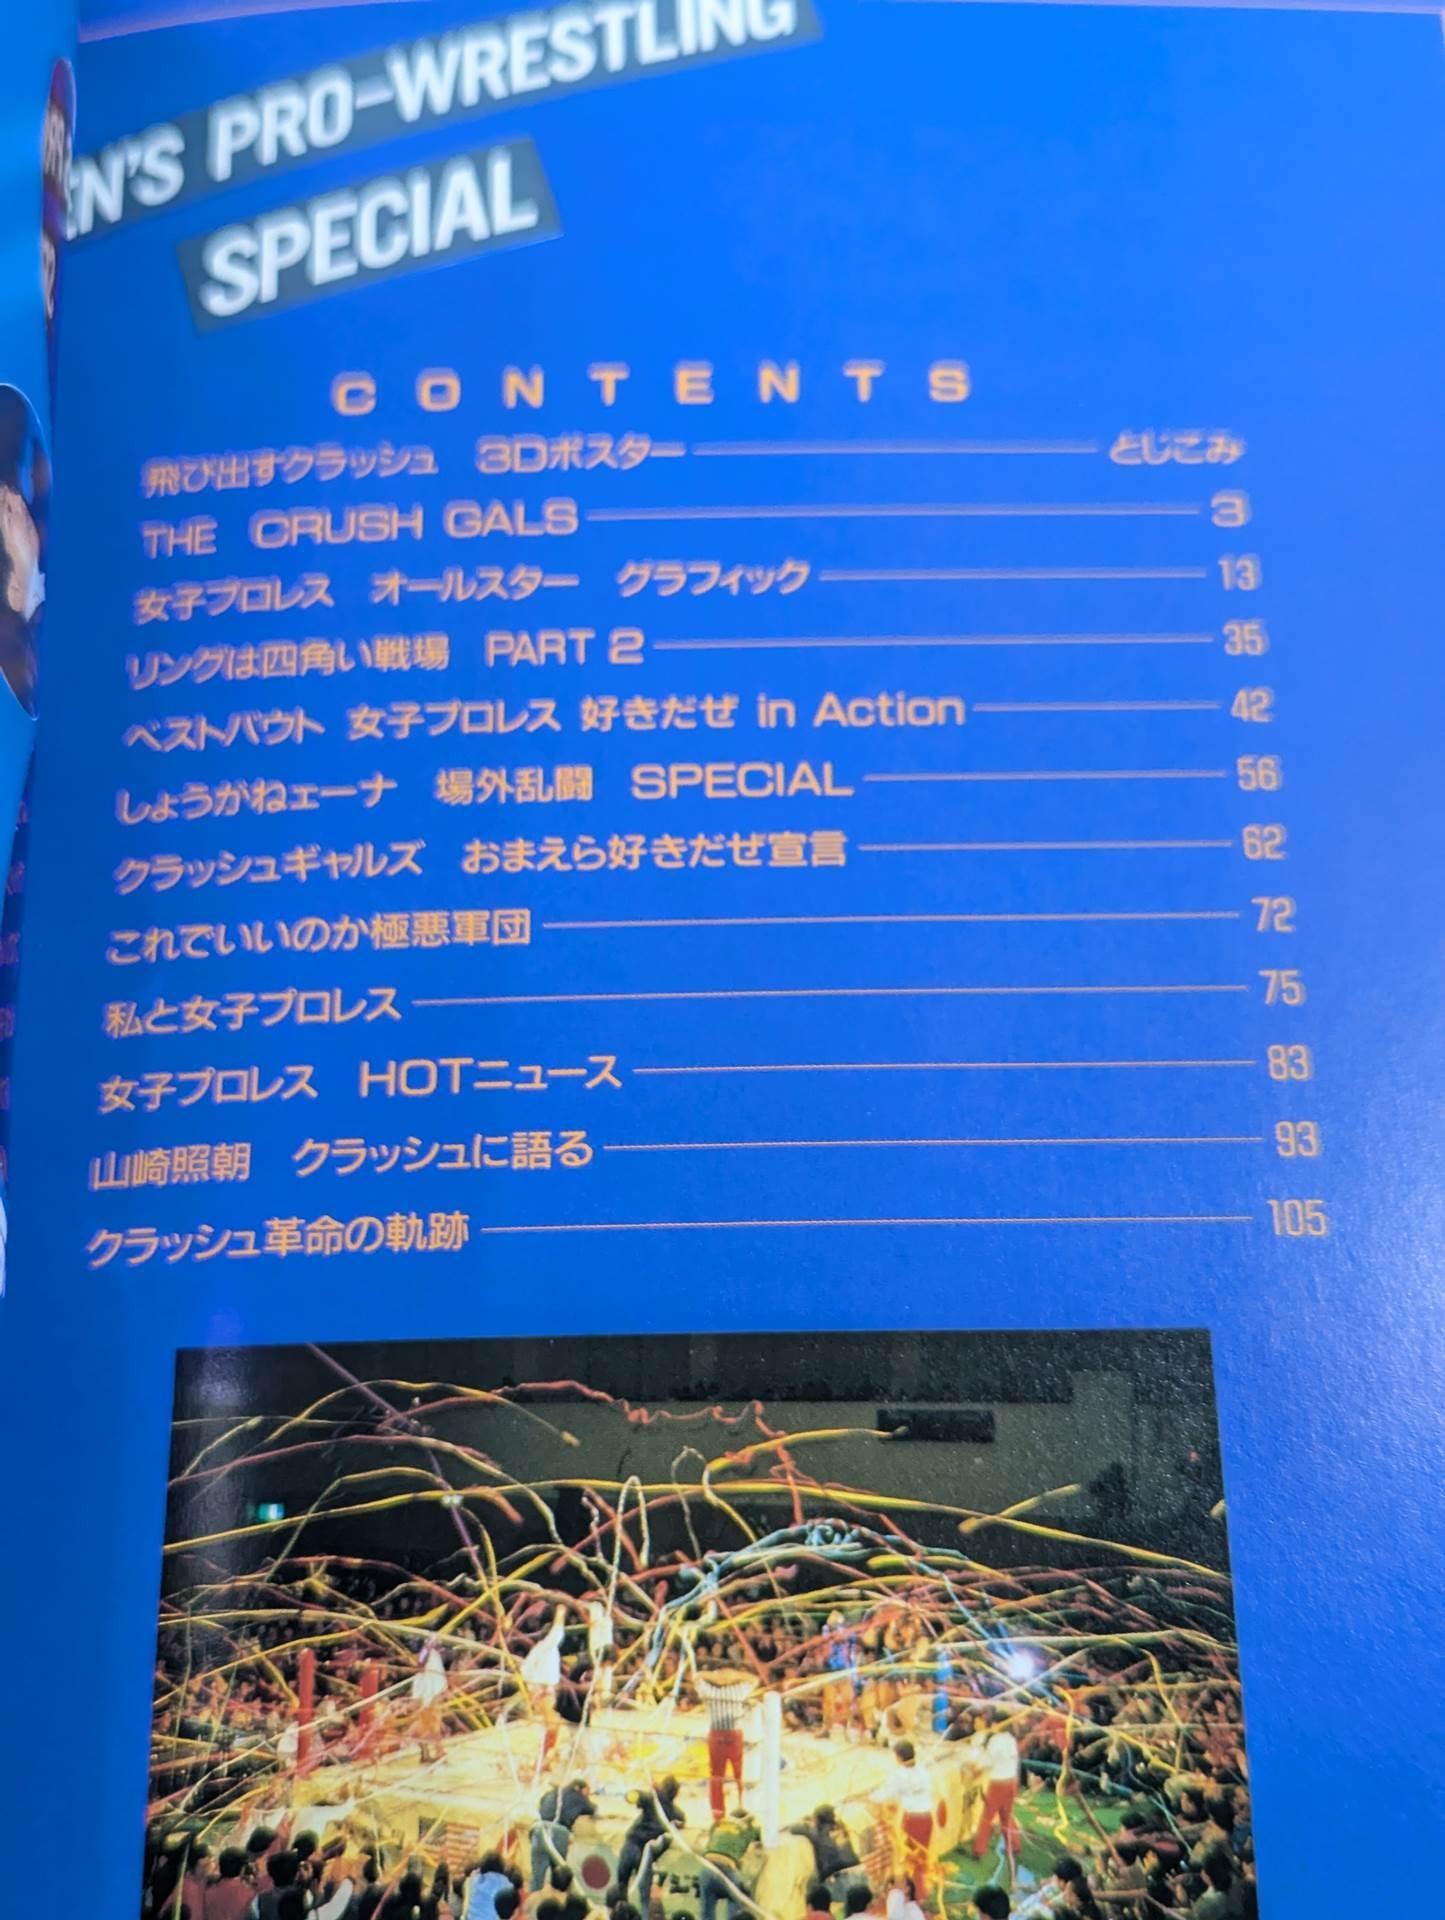 EN'S PRO-WRESTLING
SPECIAL
CONTENTS
飛び出すクラッシュ 3Dポスター とじこみ
THE CRUSH GALS 3
女子プロレス オールスター グラフィック 13
リングは四角い戦場 PART 2 35
ベストバウト 女子プロレス 好きだぜ in Action 42
しょうがねェーナ 場外乱闘 SPECIAL 56
クラッシュギャルズ おまえら好きだぜ宣言 62
これでいいのか極悪軍団 72
私と女子プロレス 75
女子プロレス HOTニュース 83
山崎照朝 クラッシュに語る 93
クラッシュ革命の軌跡 105